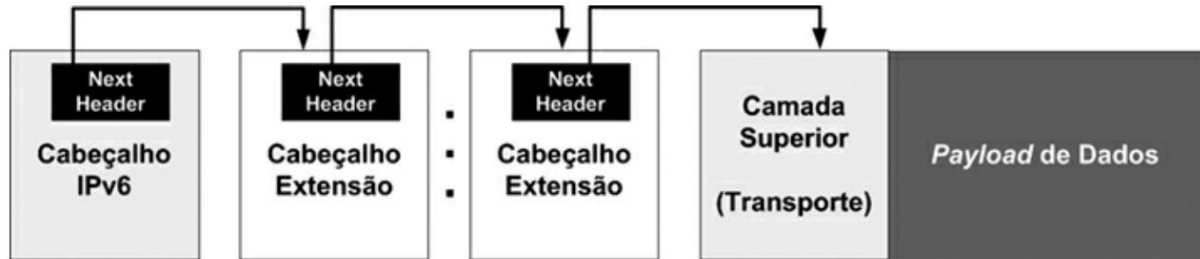 Next
Header
Cabeçalho
IPv6
Next
Header
Cabeçalho
Extensão
Next
Header
Cabeçalho
Extensão
Camada
Superior
(Transporte)
Payload de Dados